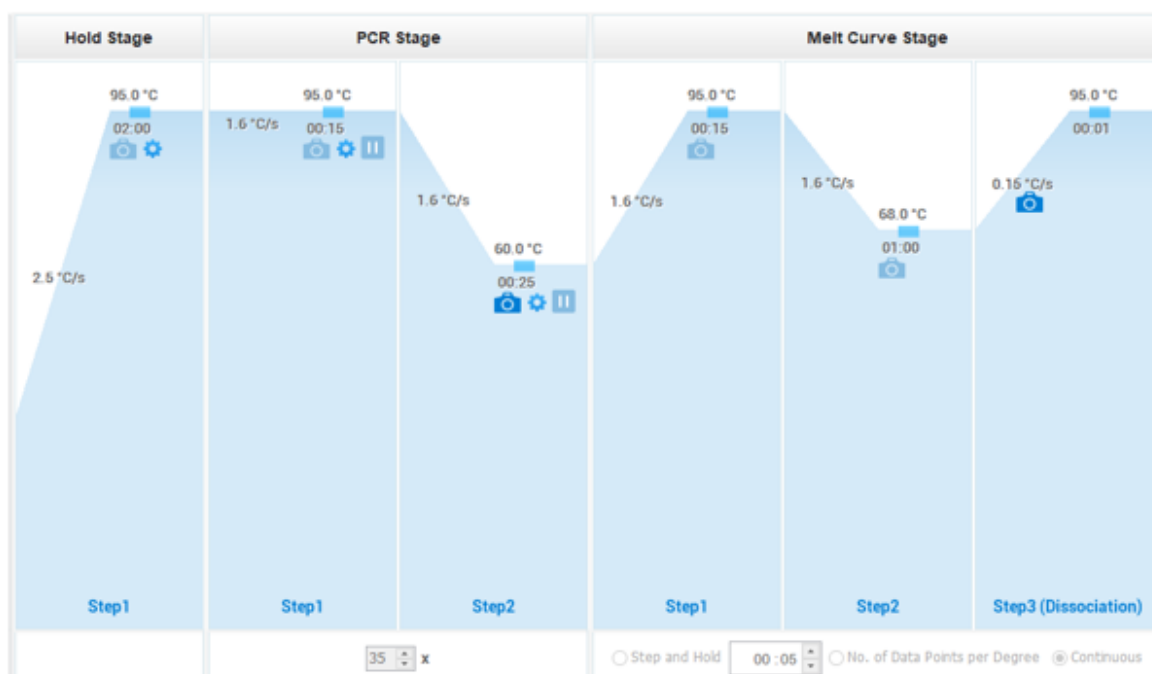 Hold Stage
PCR Stage
Melt Curve Stage
95.0 °C
02:00
2.5 °C/s
Step1
1.6 °C/s
95.0 °C
00:15
Step1
1.6 °C/s
60.0 °C
00:25
Step2
35 x
95.0 °C
00:15
1.6 °C/s
Step1
1.6 °C/s
68.0 °C
01:00
Step2
95.0 °C
00:01
0.15 °C/s
Step3 (Dissociation)
Step and Hold 00 :05 No. of Data Points per Degree Continuous